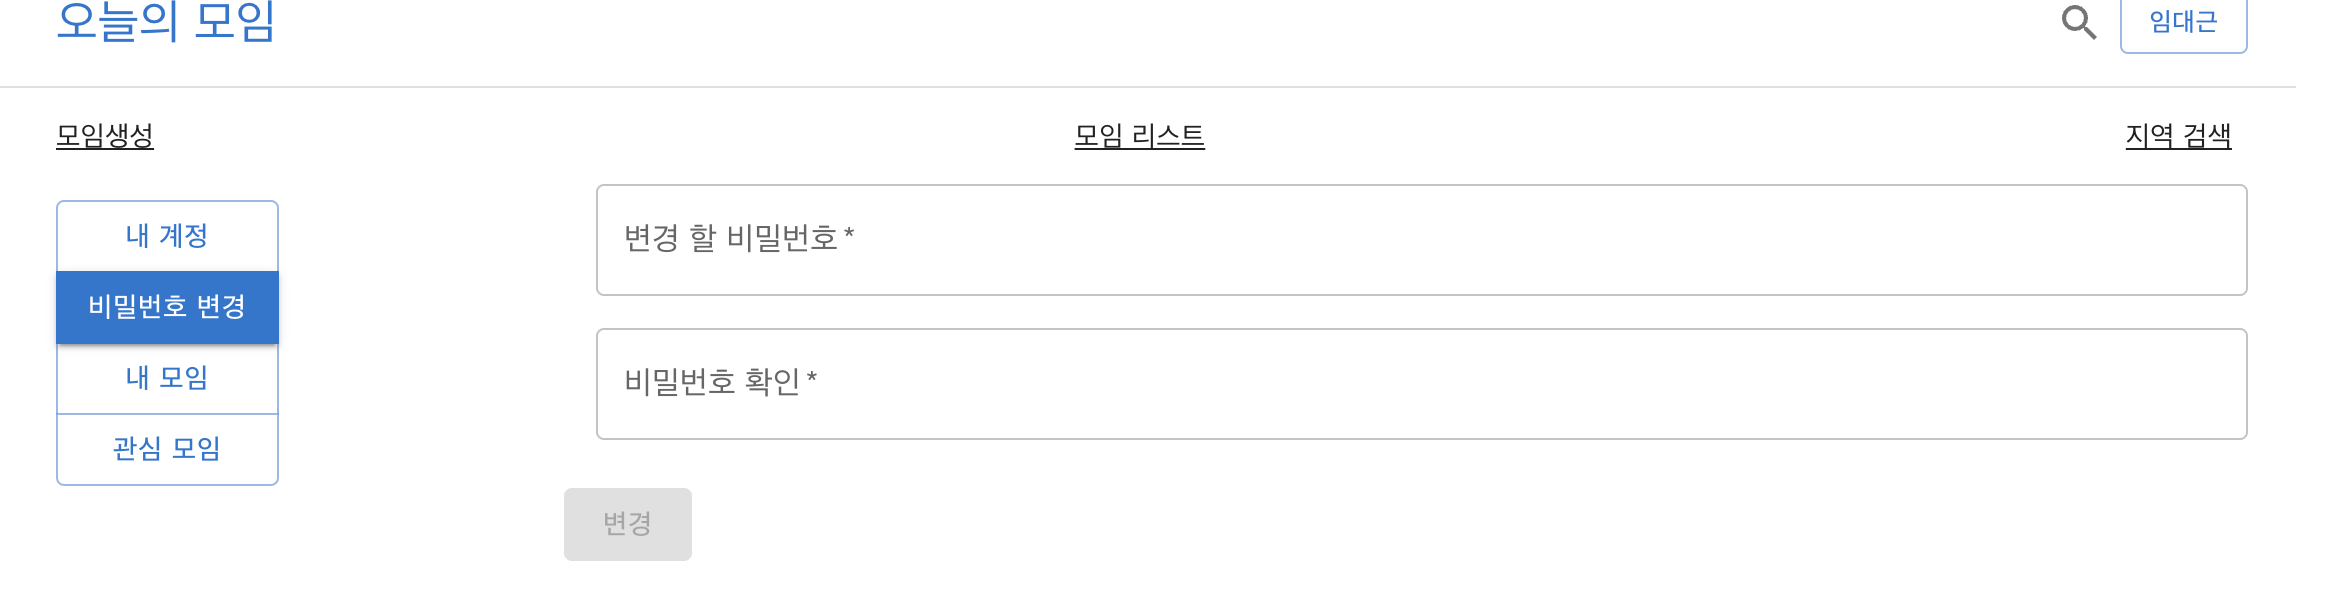 오늘의 모임
임대근
모임생성
모임 리스트
지역 검색
내 계정
비밀번호 변경
내 모임
관심 모임
변경 할 비밀번호 *
비밀번호 확인 *
변경